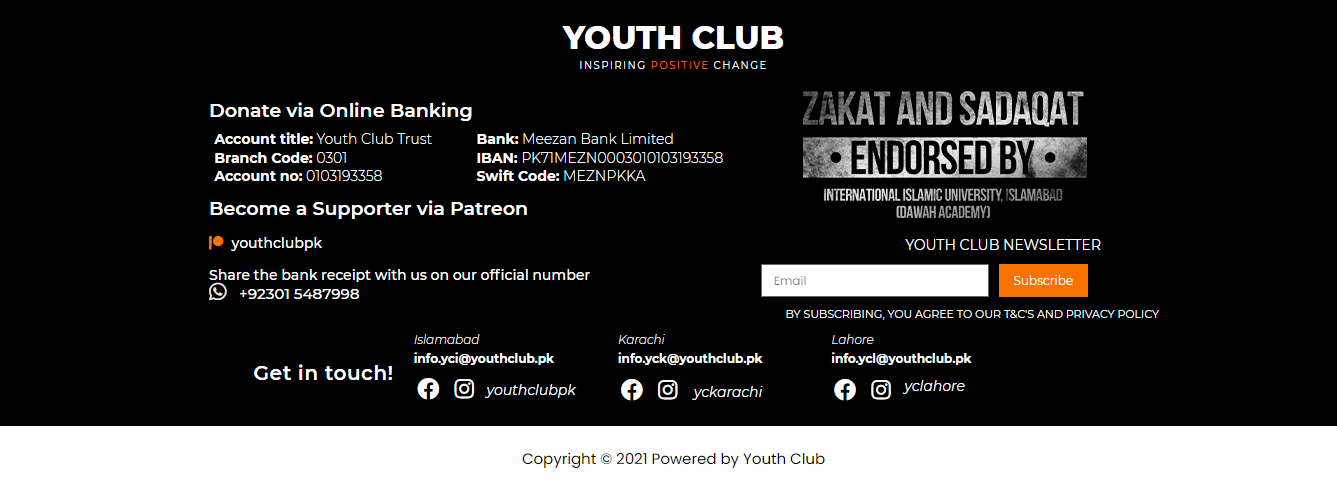 YOUTH CLUB
INSPIRING POSITIVE CHANGE
Donate via Online Banking
Account title: Youth Club Trust
Branch Code: 0301
Account no: 0103193358
Bank: Meezan Bank Limited
IBAN: PK71MEZN0003010103193358
Swift Code: MEZNPKKA
Become a Supporter via Patreon
youthclubpk
Share the bank receipt with us on our official number
+92301 5487998
ZAKAT AND SADAQAT
• ENDORSED BY •
INTERNATIONAL ISLAMIC UNIVERSITY, ISLAMABAD
(DAWAH ACADEMY)
YOUTH CLUB NEWSLETTER
Email
Subscribe
BY SUBSCRIBING, YOU AGREE TO OUR T&C'S AND PRIVACY POLICY
Get in touch!
Islamabad
info.yci@youthclub.pk
youthclubpk
Karachi
info.yck@youthclub.pk
yckarachi
Lahore
info.ycl@youthclub.pk
yclahore
Copyright © 2021 Powered by Youth Club